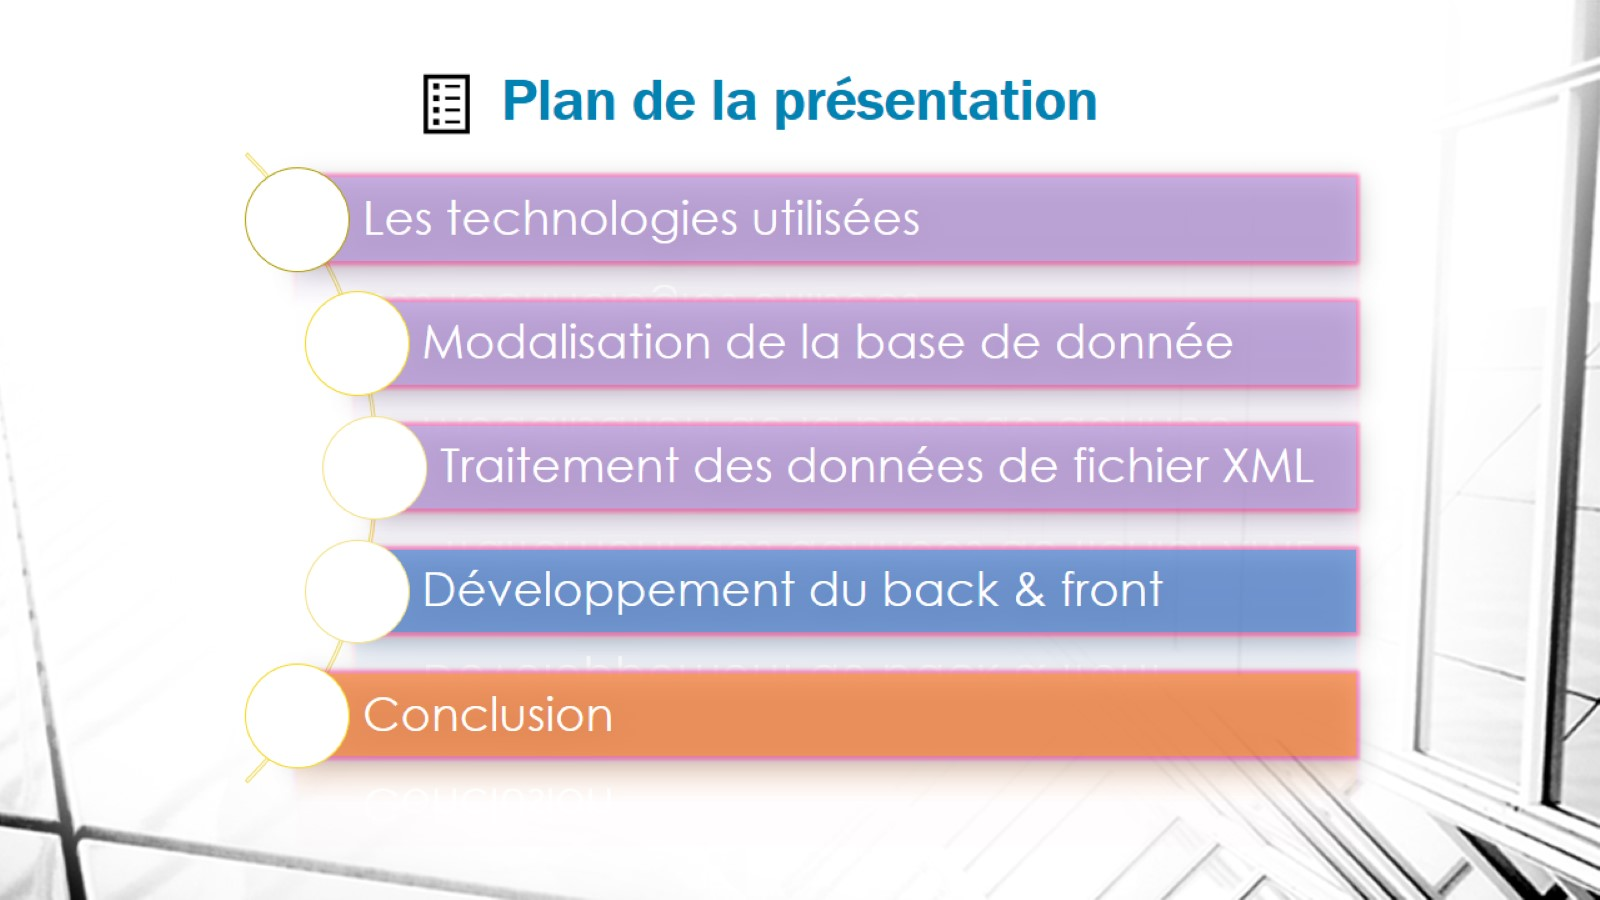 Plan de la présentation
Les technologies utilisées
Modalisation de la base de donnée
Traitement des données de fichier XML
Développement du back & front
Conclusion